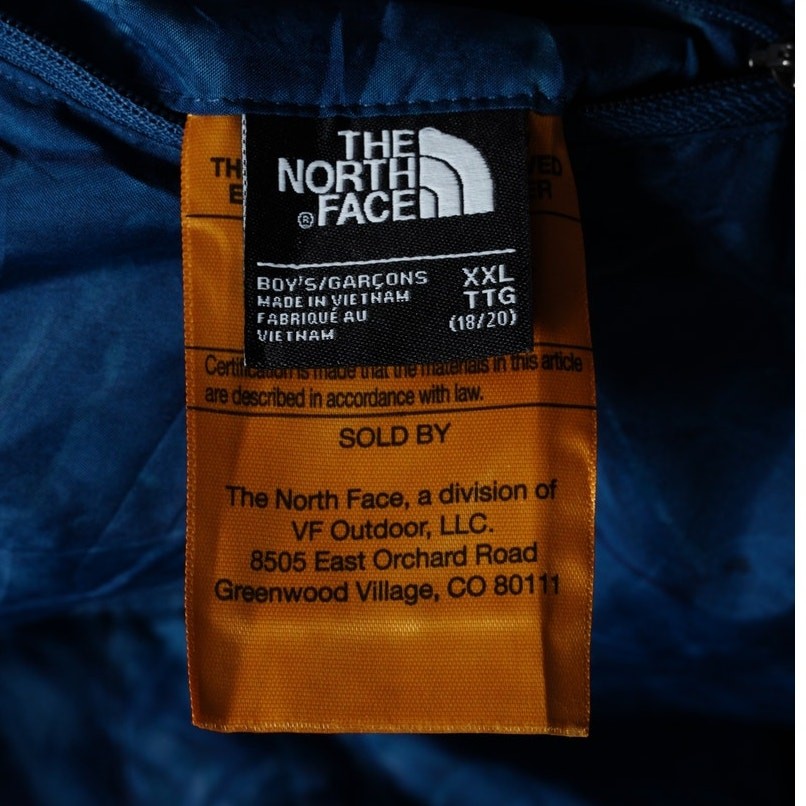 THE
NORTH
FACE
®
BOY'S/GARÇONS
MADE IN VIETNAM
FABRIQUÉ AU
VIETNAM
XXL
TTG
(18/20)
Certification is made that the materials in this article
are described in accordance with law.
SOLD BY
The North Face, a division of
VF Outdoor, LLC.
8505 East Orchard Road
Greenwood Village, CO 80111